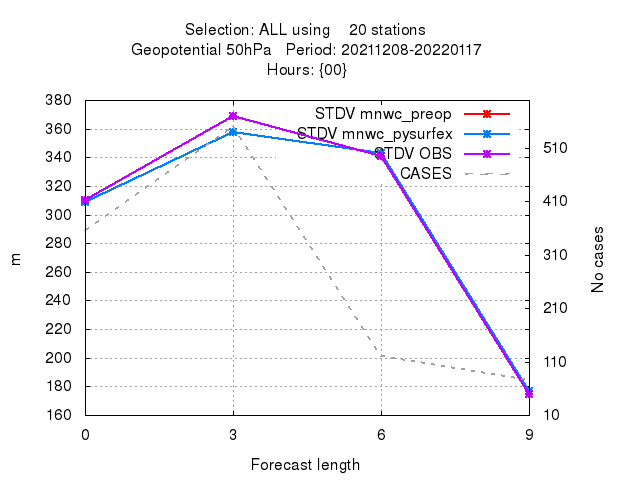 Selection: ALL using 20 stations
Geopotential 50hPa Period: 20211208-20220117
Hours: {00}
STDV mnwc_preop
STDV mnwc_pysurfex
STDV OBS
CASES
380
360
340
320
300
280
260
240
220
200
180
160
m
510
410
310
210
110
10
No cases
0 3 6 9
Forecast length